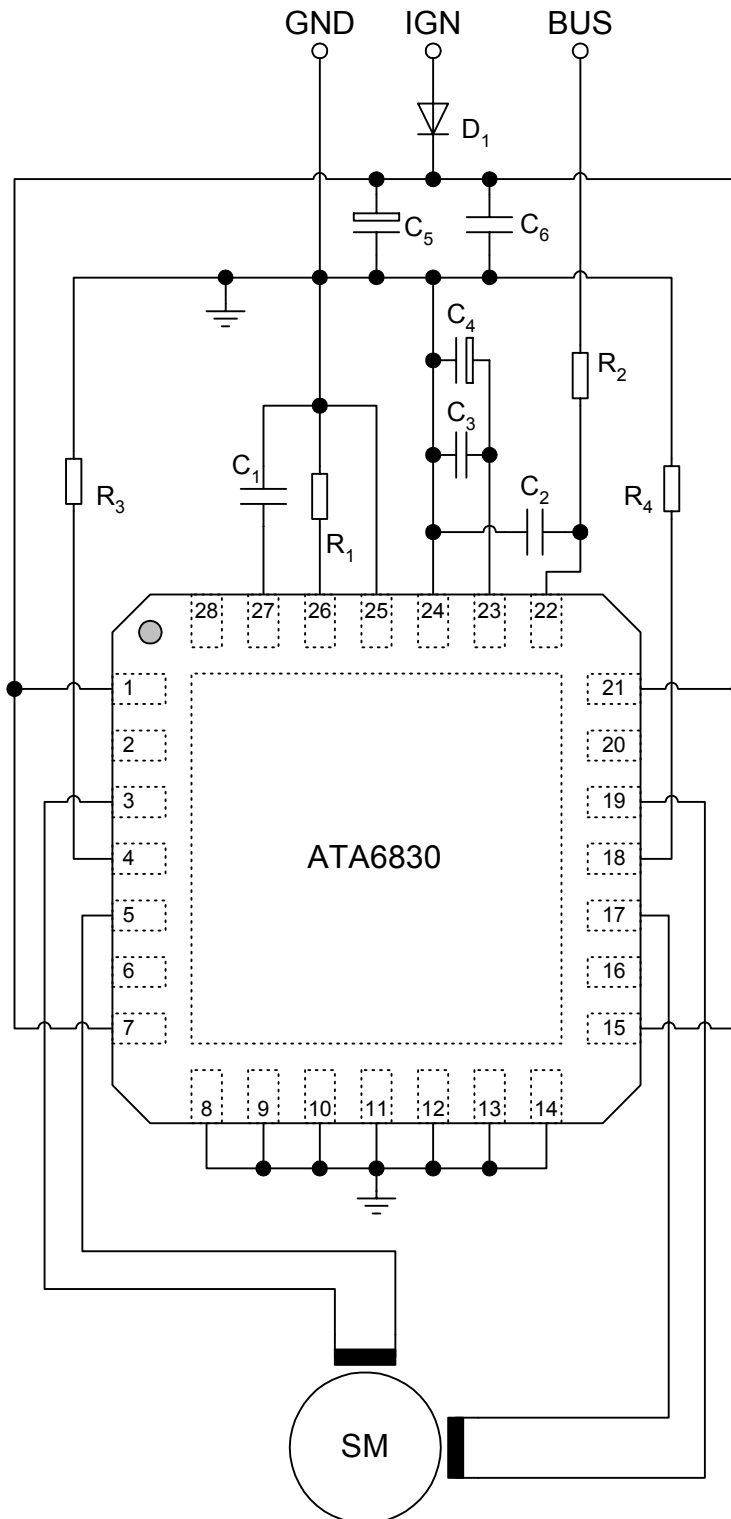 GND IGN BUS
D1
C5 C6
C4
R2
C3
C1 C2
R3 R1 R4
28 27 26 25 24 23 22
1 21
2 20
3 19
4 ATA6830 18
5 17
6 16
7 15
8 9 10 11 12 13 14
SM